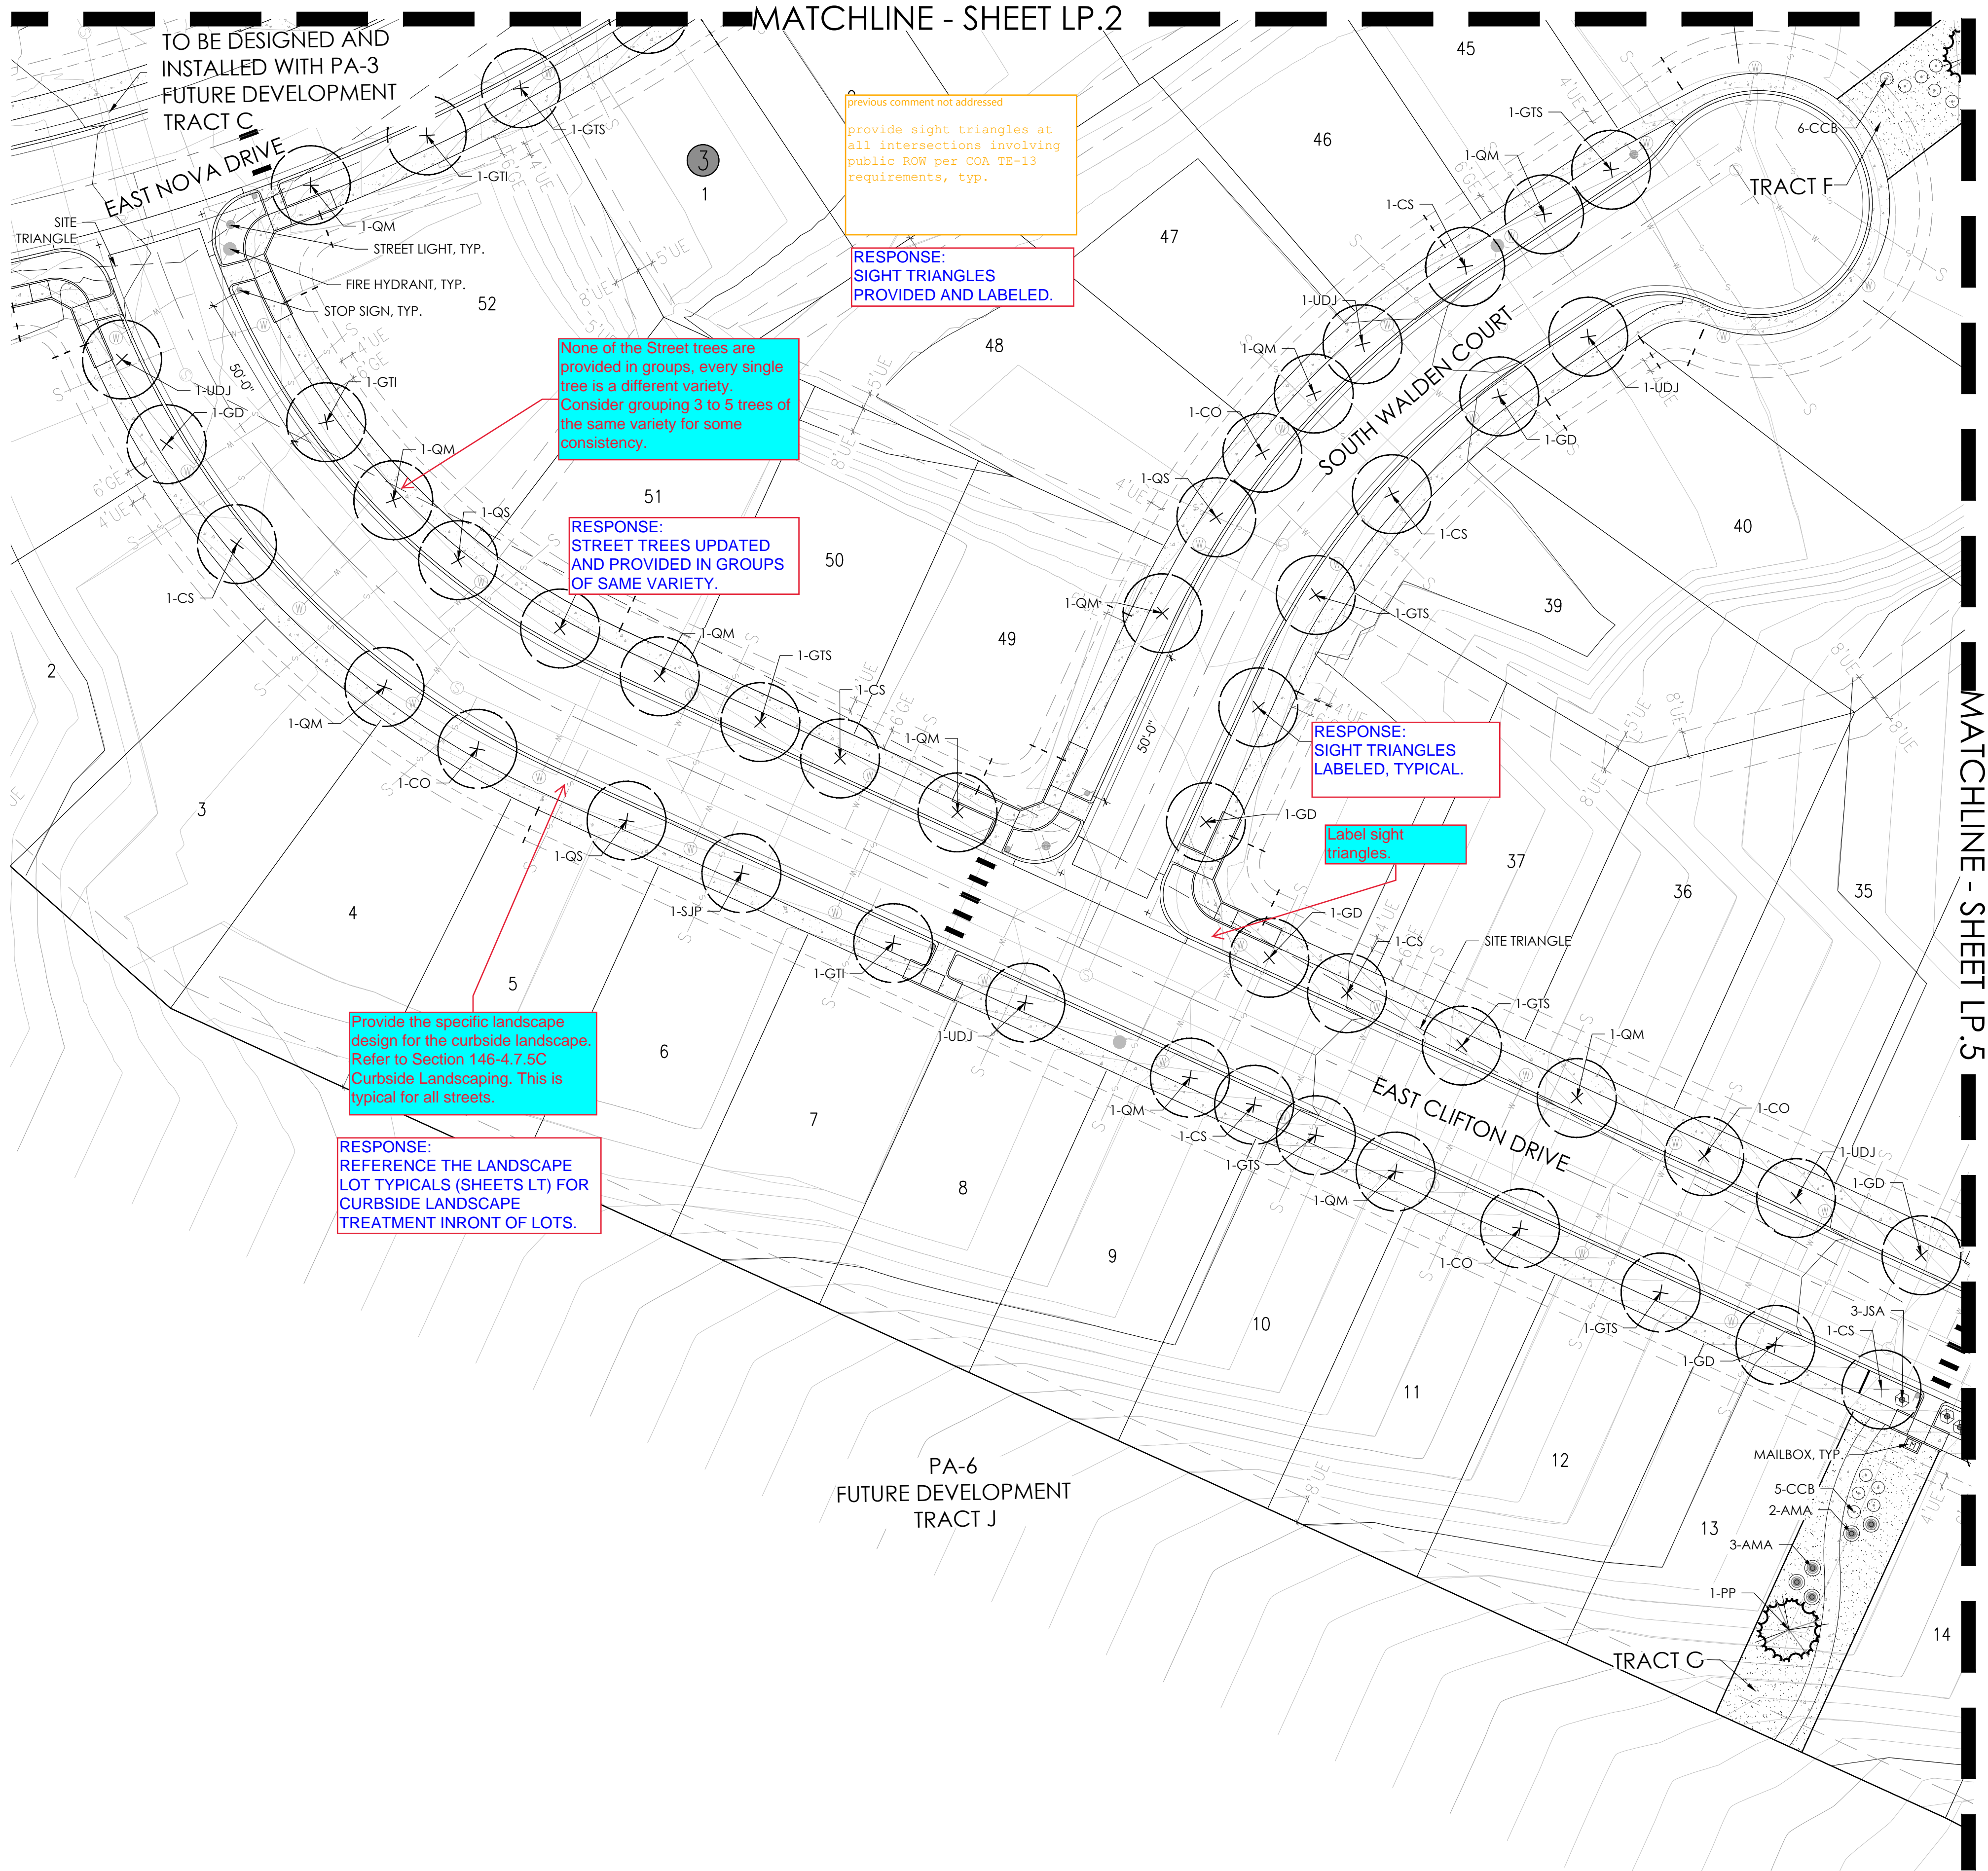 MATCHLINE - SHEET LP.2
TO BE DESIGNED AND
INSTALLED WITH PA-3
FUTURE DEVELOPMENT
TRACT C
EAST NOVA DRIVE
SITE
TRIANGLE
1-GTS
1-GTI
1-QM
STREET LIGHT, TYP.
FIRE HYDRANT, TYP.
STOP SIGN, TYP.
3
1
52
previous comment not addressed
provide sight triangles at
all intersections involving
public ROW per COA TE-13
requirements, typ.
RESPONSE:
SIGHT TRIANGLES
PROVIDED AND LABELED.
45
46
47
48
1-GTS
1-QM
1-CS
1-UDJ
1-QM
1-CO
1-QS
1-QM
6-CCB
TRACT F
SOUTH WALDEN COURT
1-UDJ
1-GD
1-CS
1-GTS
40
39
None of the Street trees are
provided in groups, every single
tree is a different variety.
Consider grouping 3 to 5 trees of
the same variety for some
consistency.
50'-0"
1-UDJ
1-GD
1-GTI
1-QM
1-QS
51
RESPONSE:
STREET TREES UPDATED
AND PROVIDED IN GROUPS
OF SAME VARIETY.
50
49
1-CS
1-QM
1-GTS
1-CS
1-QM
2
1-QM
1-CO
3
1-QS
1-SJP
1-GTI
1-UDJ
50'-0"
RESPONSE:
SIGHT TRIANGLES
LABELED, TYPICAL.
1-GD
Label sight
triangles.
37
36
35
1-GD
1-CS
SITE TRIANGLE
1-GTS
1-QM
1-CO
1-UDJ
1-GD
MATCHLINE - SHEET LP.5
4
5
Provide the specific landscape
design for the curbside landscape.
Refer to Section 146-4.7.5C
Curbside Landscaping. This is
typical for all streets.
6
RESPONSE:
REFERENCE THE LANDSCAPE
LOT TYPICALS (SHEETS LT) FOR
CURBSIDE LANDSCAPE
TREATMENT INRONT OF LOTS.
7
8
9
10
11
12
13
14
EAST CLIFTON DRIVE
1-QM
1-CS
1-GTS
1-QM
1-CO
1-GTS
1-GD
3-JSA
1-CS
MAILBOX, TYP.
5-CCB
2-AMA
3-AMA
1-PP
TRACT G
PA-6
FUTURE DEVELOPMENT
TRACT J
8'UE
5'UE
4'UE
6'GE